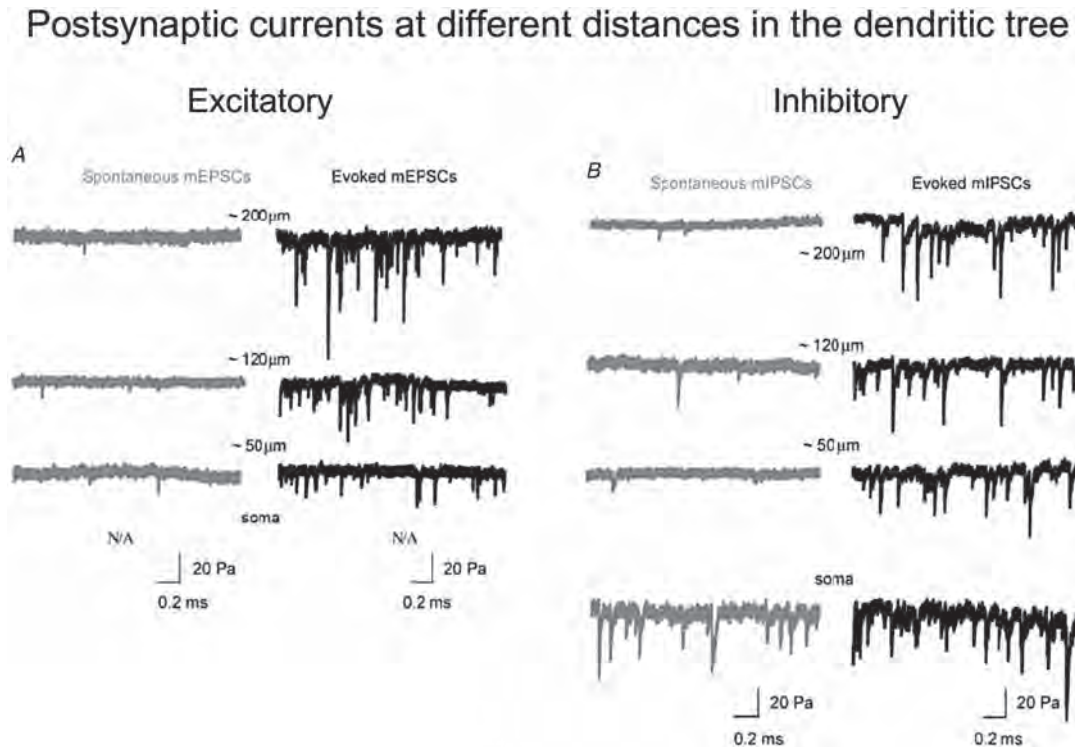 Postsynaptic currents at different distances in the dendritic tree
Excitatory
Inhibitory
A
Spontaneous mEPSCs
Evoked mEPSCs
~ 200μm
~ 120μm
~ 50μm
soma
N/A
N/A
20 Pa
0.2 ms
20 Pa
0.2 ms
B
Spontaneous mIPSCs
Evoked mIPSCs
~ 200μm
~ 120μm
~ 50μm
soma
20 Pa
0.2 ms
20 Pa
0.2 ms